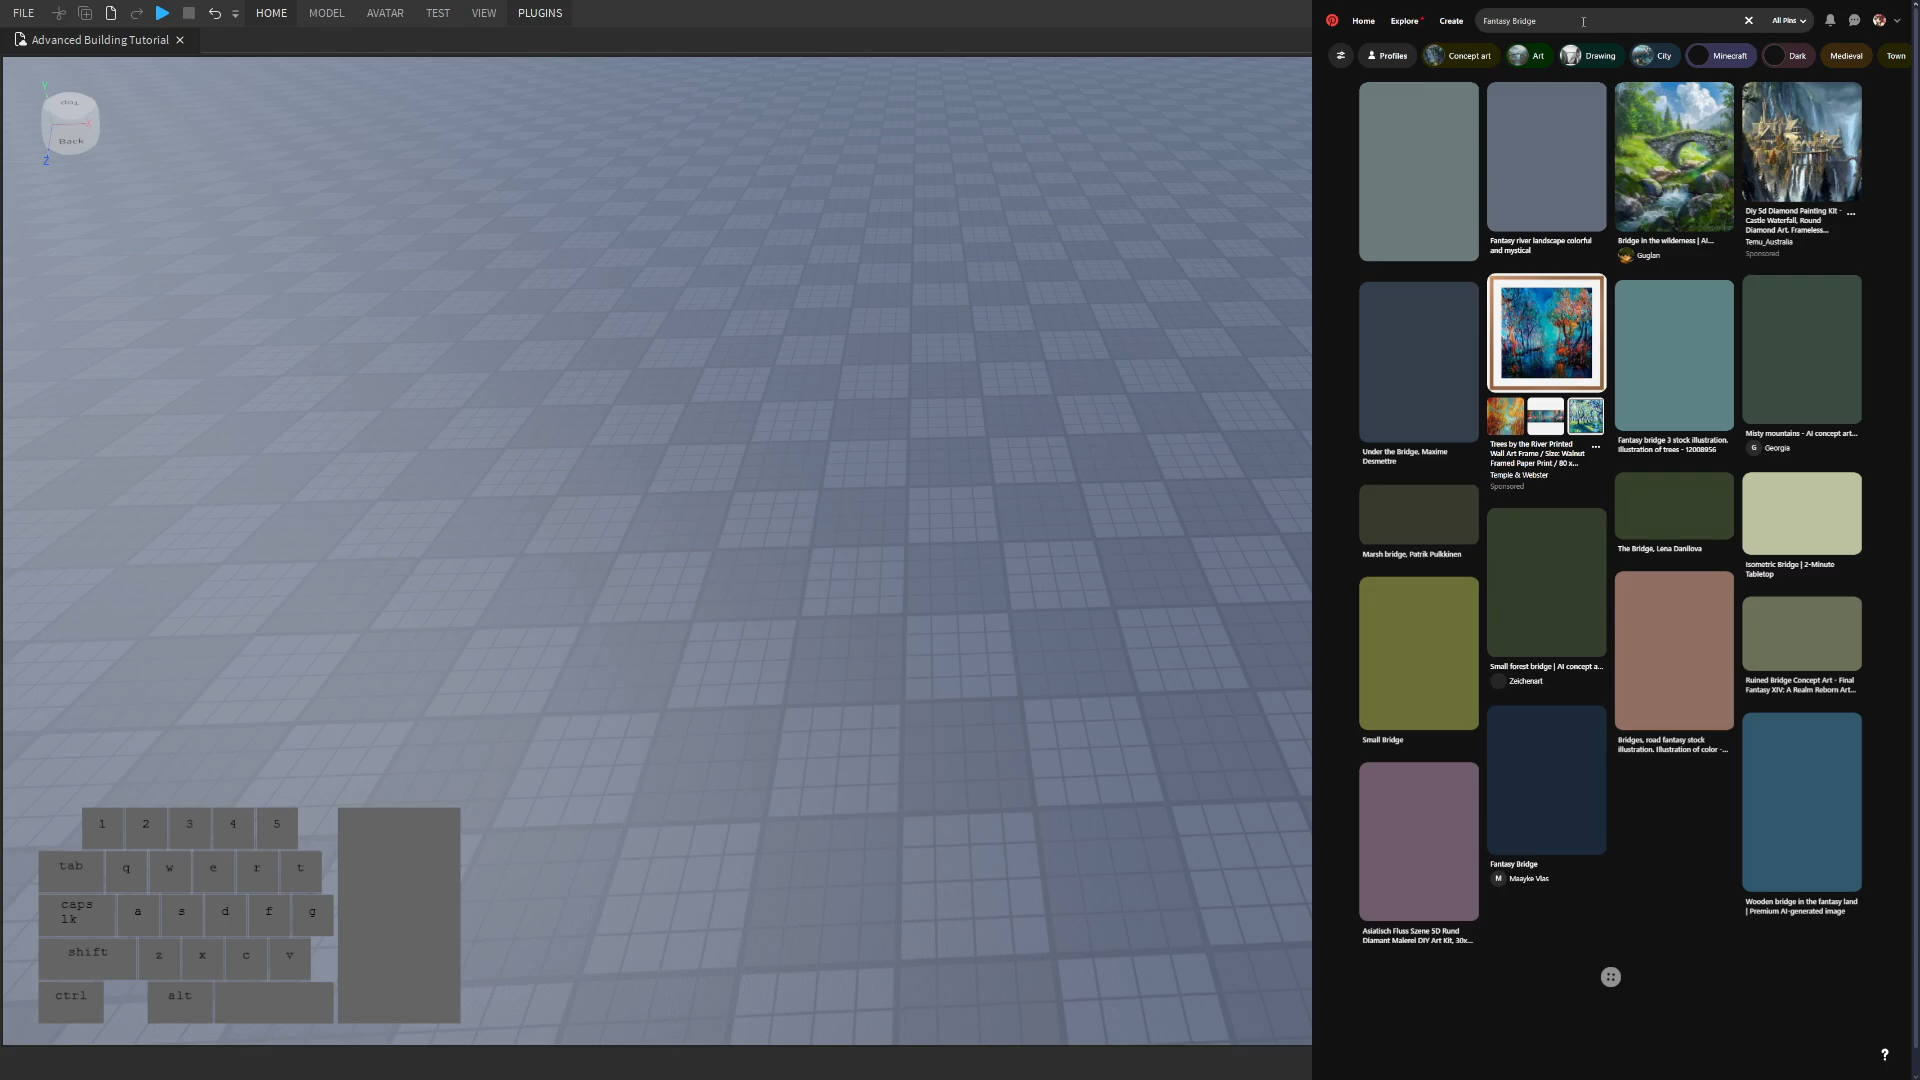 FILE
HOME
MODEL
AVATAR
TEST
VIEW
PLUGINS
Advanced Building Tutorial
Y
Top
X
Back
Z
1 2 3 4 5
tab q w e r t
caps lk a s d f g
shift z x c v
ctrl alt
Home
Explore
Create
Fantasy Bridge
All Pins
Profiles
Concept art
Art
Drawing
City
Minecraft
Dark
Medieval
Town
Fantasy river landscape colorful
and mystical
Bridge in the wilderness | AI...
Guglan
Diy 5d Diamond Painting Kit -
Castle Waterfall, Round
Diamond Art. Frameless...
Temu_Australia
Sponsored
Under the Bridge, Maxime
Desmettre
Trees by the River Printed
Wall Art Frame / Size: Walnut
Framed Paper Print / 80 x...
Temple & Webster
Sponsored
Fantasy bridge 3 stock illustration.
Illustration of trees - 12008956
Misty mountains - AI concept art...
G Georgia
Marsh bridge, Patrik Pulkkinen
The Bridge, Lena Danilova
Isometric Bridge | 2-Minute
Tabletop
Small forest bridge | AI concept a...
Zeichenart
Ruined Bridge Concept Art - Final
Fantasy XIV: A Realm Reborn Art...
Small Bridge
Bridges, road fantasy stock
illustration. Illustration of color -...
Fantasy Bridge
M Maayke Vlas
Wooden bridge in the fantasy land
| Premium AI-generated image
Asiatisch Fluss Szene 5D Rund
Diamant Malerei DIY Art Kit, 30x...
?